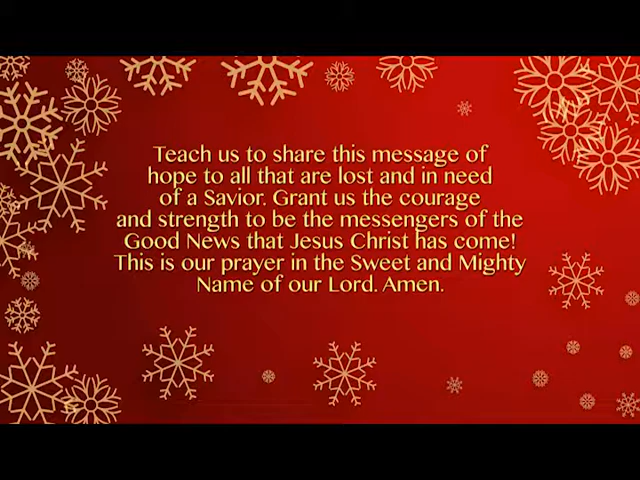 Teach us to share this message of
hope to all that are lost and in need
of a Savior. Grant us the courage
and strength to be the messengers of the
Good News that Jesus Christ has come!
This is our prayer in the Sweet and Mighty
Name of our Lord. Amen.